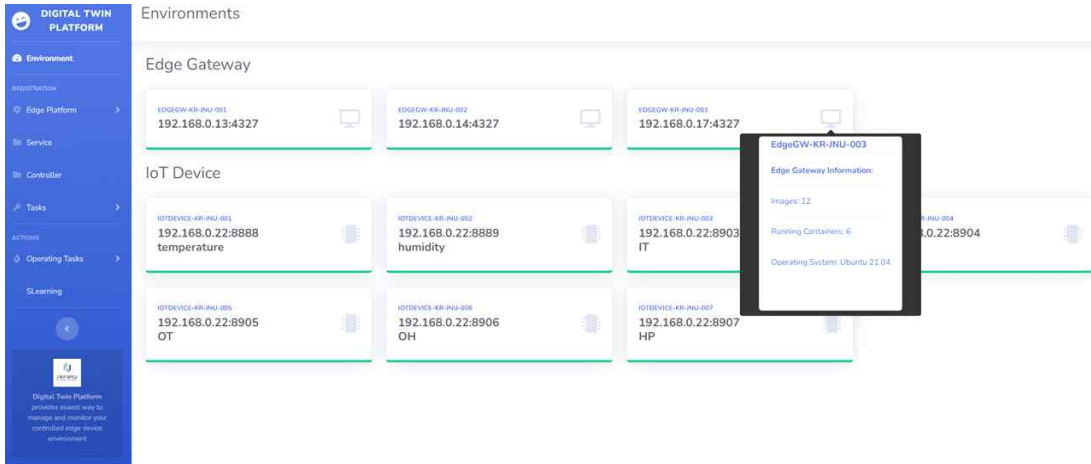 DIGITAL TWIN
PLATFORM
Environment
REGISTRATION
Edge Platform
Service
Controller
Tasks
ACTIONS
Operating Tasks
SLearning
Digital Twin Platform
provides easiest way to
manage and monitor your
controlled edge device
environment
Environments
Edge Gateway
EDGEGW-KR-JNU-001
192.168.0.13:4327
EDGEGW-KR-JNU-002
192.168.0.14:4327
EDGEGW-KR-JNU-003
192.168.0.17:4327
EdgeGW-KR-JNU-003
Edge Gateway Information:
Images: 12
Running Containers: 6
Operating System: Ubuntu 21.04
IoT Device
IOTDEVICE-KR-JNU-001
192.168.0.22:8888
temperature
IOTDEVICE-KR-JNU-002
192.168.0.22:8889
humidity
IOTDEVICE-KR-JNU-003
192.168.0.22:8903
IT
R-JNU-004
.0.22:8904
IOTDEVICE-KR-JNU-005
192.168.0.22:8905
OT
IOTDEVICE-KR-JNU-006
192.168.0.22:8906
OH
IOTDEVICE-KR-JNU-007
192.168.0.22:8907
HP